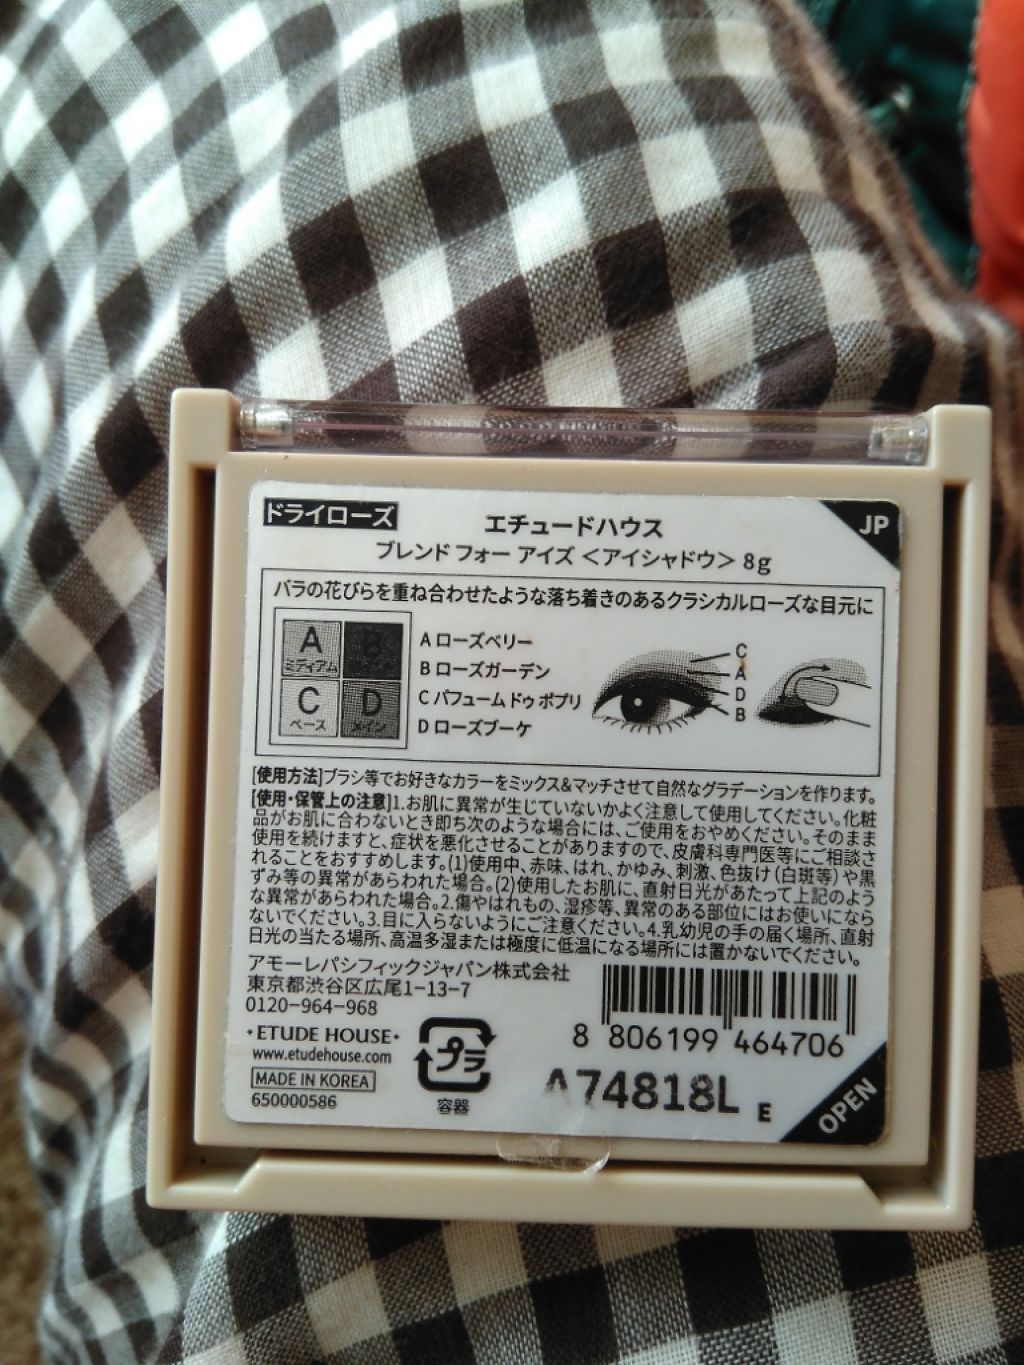 ドライローズ
エチュードハウス
JP
ブレンド フォー アイズ <アイシャドウ> 8g
バラの花びらを重ね合わせたような落ち着きのあるクラシカルローズな目元に
A
ミディアム
C
ベース
D
メイン
A ローズベリー
B ローズガーデン
C パフューム ドゥ ポプリ
D ローズブーケ
C
A
D
B
[使用方法]ブラシ等でお好きなカラーをミックス&マッチさせて自然なグラデーションを作ります。
[使用・保管上の注意]1.お肌に異常が生じていないかよく注意して使用してください。化粧
品がお肌に合わないとき即ち次のような場合には、ご使用をおやめください。そのまま
使用を続けますと、症状を悪化させることがありますので、皮膚科専門医等にご相談さ
れることをおすすめします。(1)使用中、赤味、はれ、かゆみ、刺激、色抜け(白斑等)や黒
ずみ等の異常があらわれた場合。(2)使用したお肌に、直射日光があたって上記のよう
な異常があらわれた場合。2.傷やはれもの、湿疹等、異常のある部位にはお使いになら
ないでください。3.目に入らないようにご注意ください。4.乳幼児の手の届く場所、直射
日光の当たる場所、高温多湿または極度に低温になる場所には置かないでください。
アモーレパシフィックジャパン株式会社
東京都渋谷区広尾1-13-7
0120-964-968
・ETUDE HOUSE・
www.etudehouse.com
MADE IN KOREA
650000586
プラ
容器
8 806199 464706
A74818L E
OPEN